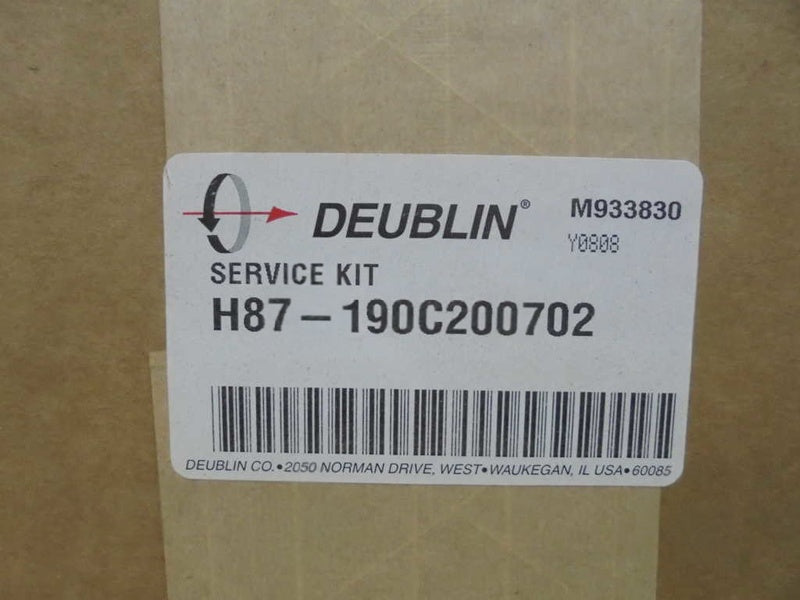 DEUBLIN® M933830
Y0808
SERVICE KIT
H87-190C200702
DEUBLIN CO.•2050 NORMAN DRIVE, WEST•WAUKEGAN, IL USA•60085